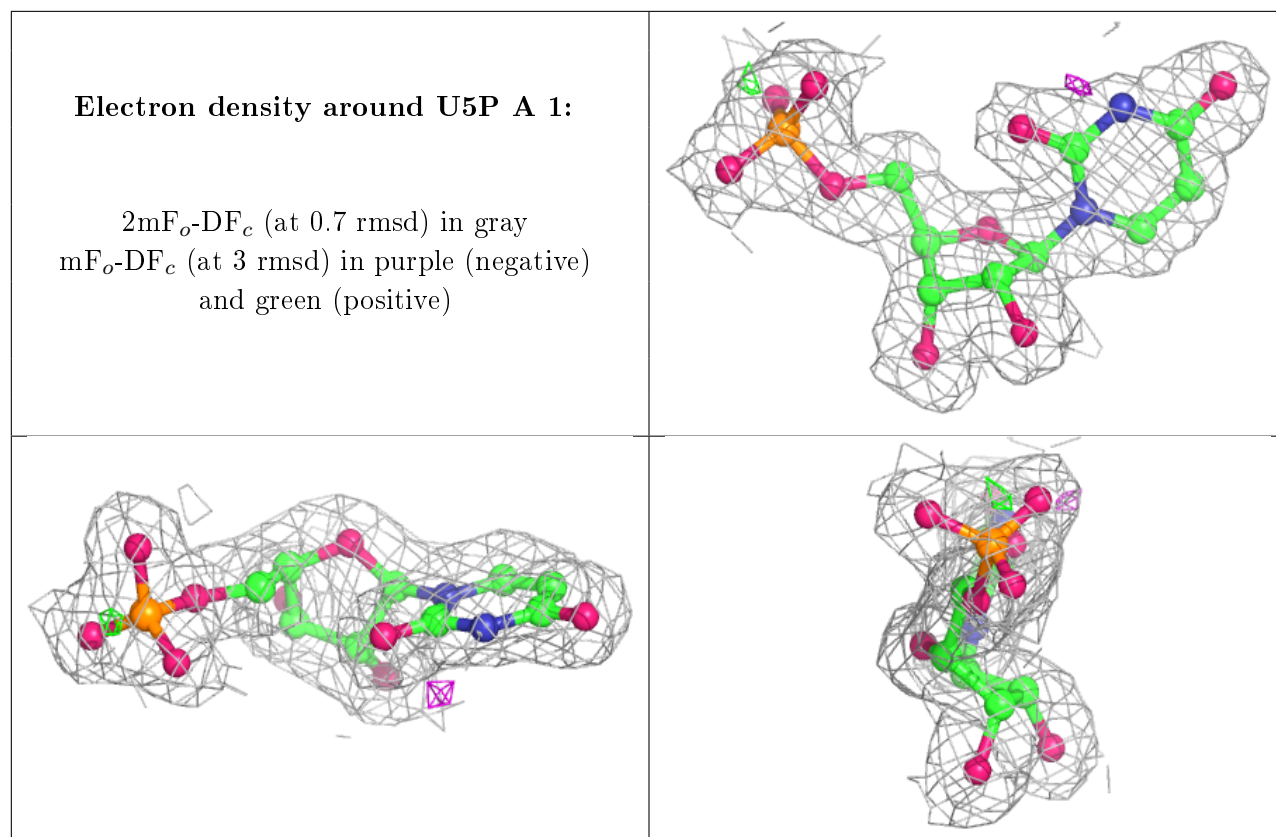 Electron density around U5P A 1:
2mFo-DFc (at 0.7 rmsd) in gray
mFo-DFc (at 3 rmsd) in purple (negative)
and green (positive)